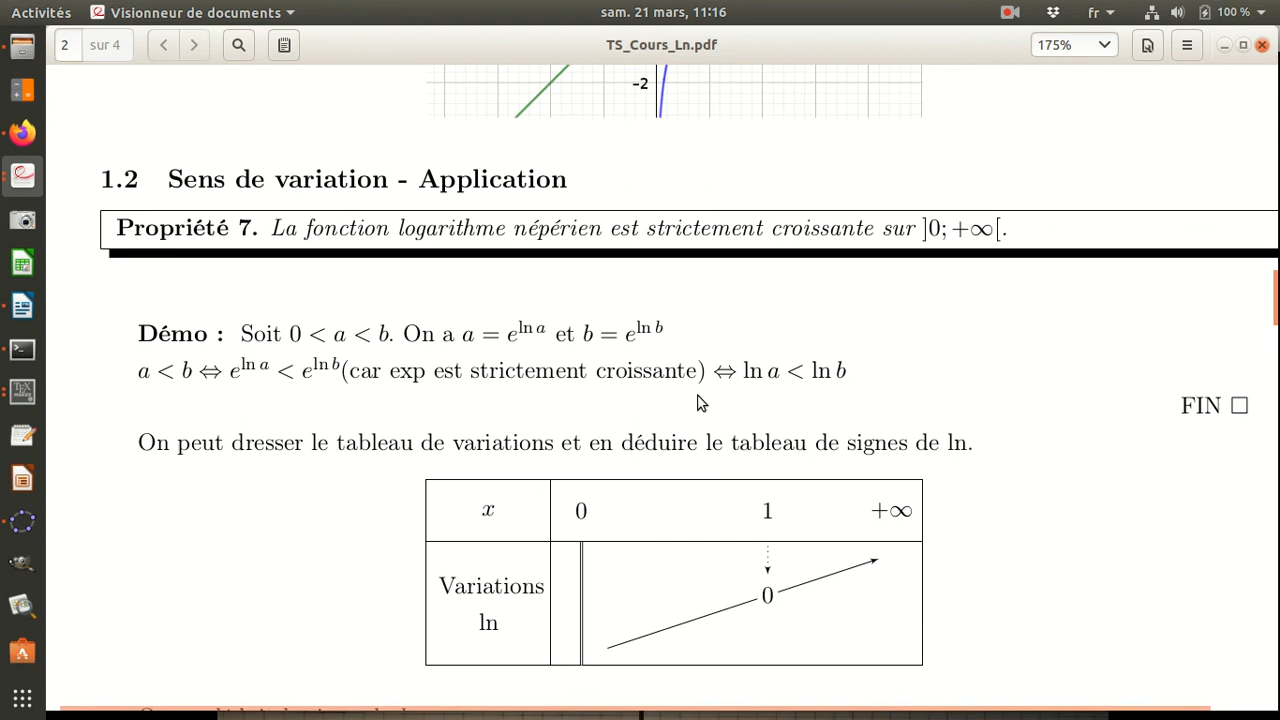 Activités
Visionneur de documents
sam. 21 mars, 11:16
fr
100 %
2
sur 4
TS_Cours_Ln.pdf
175%
-2
1.2 Sens de variation - Application
Propriété 7. La fonction logarithme népérien est strictement croissante sur ]0; +∞[.
Démo : Soit 0 < a < b. On a a = e^{ln a} et b = e^{ln b}
a < b ⇔ e^{ln a} < e^{ln b}(car exp est strictement croissante) ⇔ ln a < ln b
FIN □
On peut dresser le tableau de variations et en déduire le tableau de signes de ln.
x 0 1 +∞
Variations
ln
0